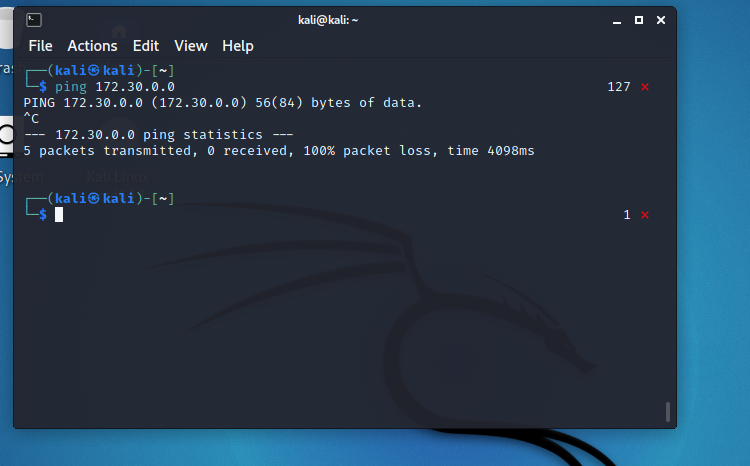 kali@kali: ~
File Actions Edit View Help
┌──(kali㉿kali)-[~]
└─$ ping 172.30.0.0 127 ⨯
PING 172.30.0.0 (172.30.0.0) 56(84) bytes of data.
^C
--- 172.30.0.0 ping statistics ---
5 packets transmitted, 0 received, 100% packet loss, time 4098ms
┌──(kali㉿kali)-[~]
└─$ 1 ⨯